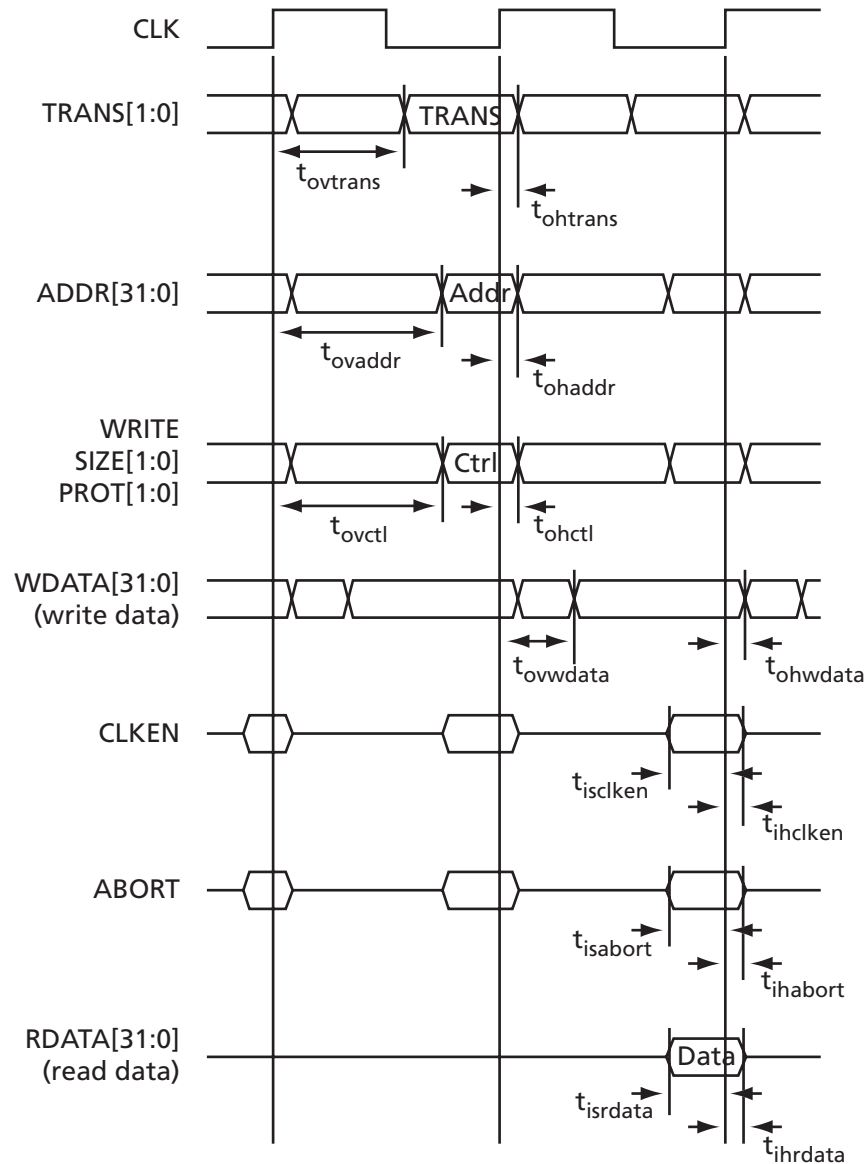 CLK
TRANS[1:0]
TRANS
tovtrans
tohtrans
ADDR[31:0]
Addr
tovaddr
tohaddr
WRITE
SIZE[1:0]
PROT[1:0]
Ctrl
tovctl
tohctl
WDATA[31:0]
(write data)
tovwdata
tohwdata
CLKEN
tisclken
tihclken
ABORT
tisabort
tihabort
RDATA[31:0]
(read data)
Data
tisrdata
tihrdata